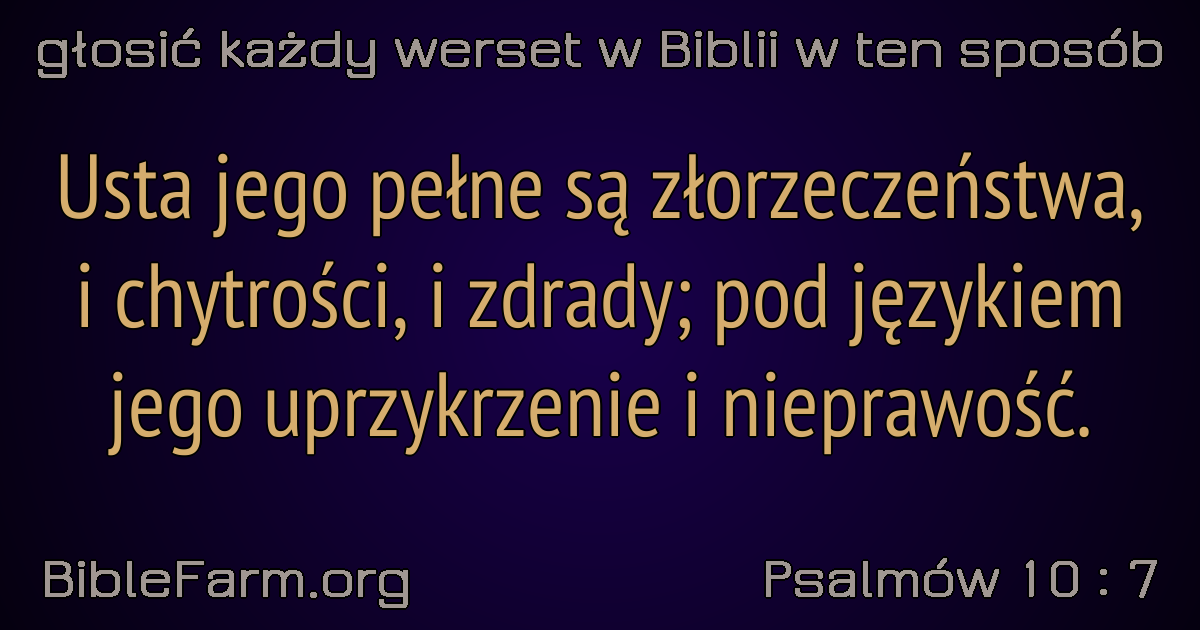 głosić każdy werset w Biblii w ten sposób
Usta jego pełne są złorzeczeństwa,
i chytrości, i zdrady; pod językiem
jego uprzykrzenie i nieprawość.
BibleFarm.org
Psalmów 10 : 7